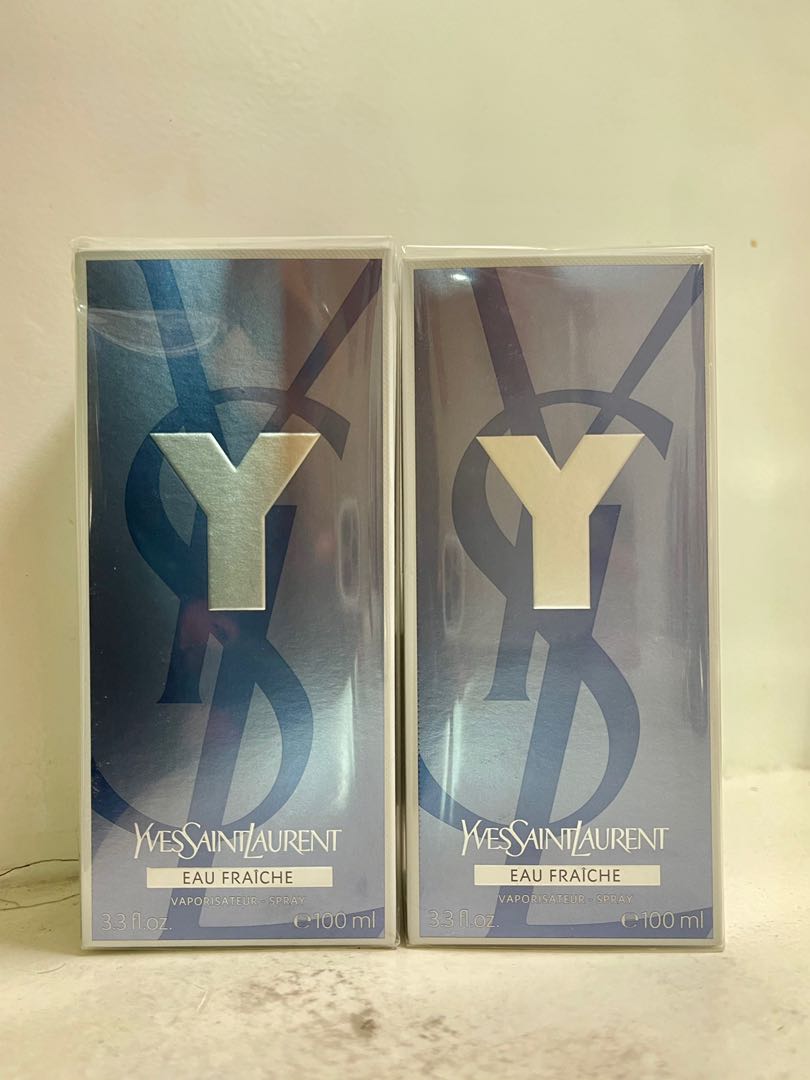 Y
YVESSAINTLAURENT
EAU FRAÎCHE
VAPORISATEUR - SPRAY
3.3 fl.oz. ℮100 ml
Y
YVESSAINTLAURENT
EAU FRAÎCHE
VAPORISATEUR - SPRAY
3.3 fl.oz. ℮100 ml